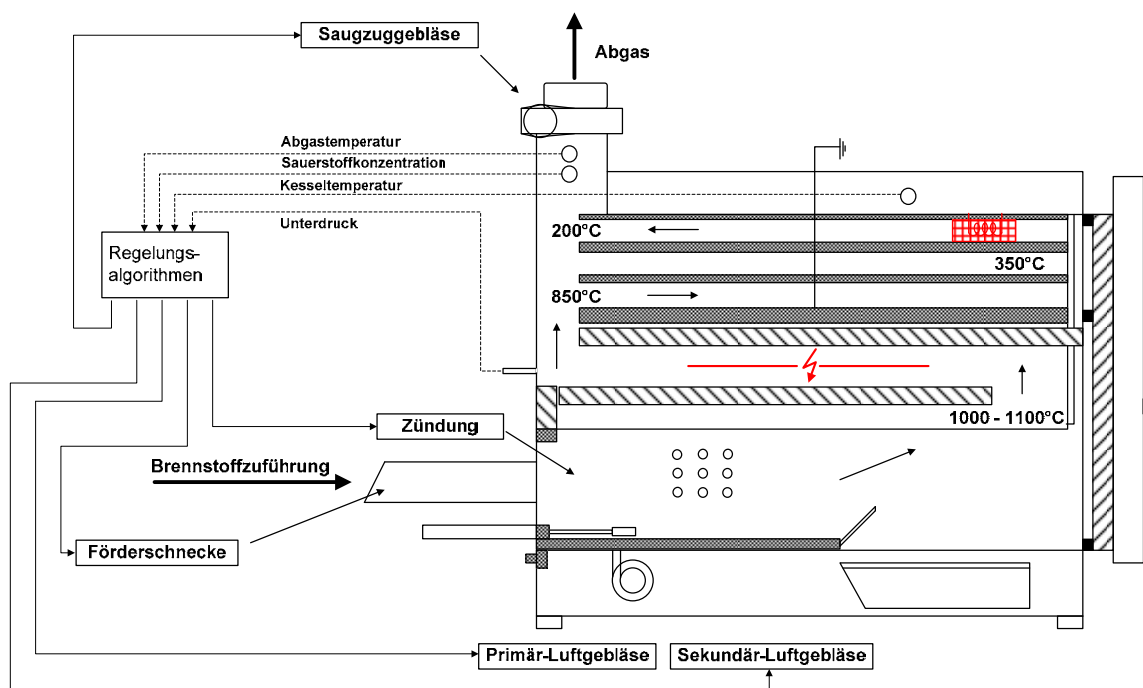 Saugzuggebläse
Abgas
Abgastemperatur
Sauerstoffkonzentration
Kesseltemperatur
Unterdruck
Regelungs-
algorithmen
200°C
350°C
850°C
1000 - 1100°C
Zündung
Brennstoffzuführung
Förderschnecke
Primär-Luftgebläse
Sekundär-Luftgebläse